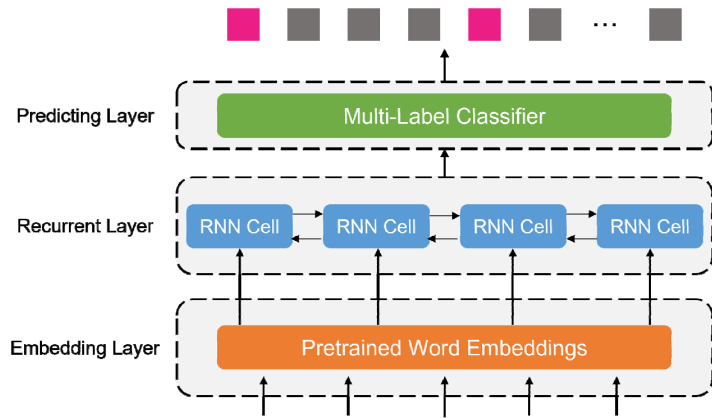 ...
Predicting Layer
Multi-Label Classifier
Recurrent Layer
RNN Cell
RNN Cell
RNN Cell
RNN Cell
Embedding Layer
Pretrained Word Embeddings